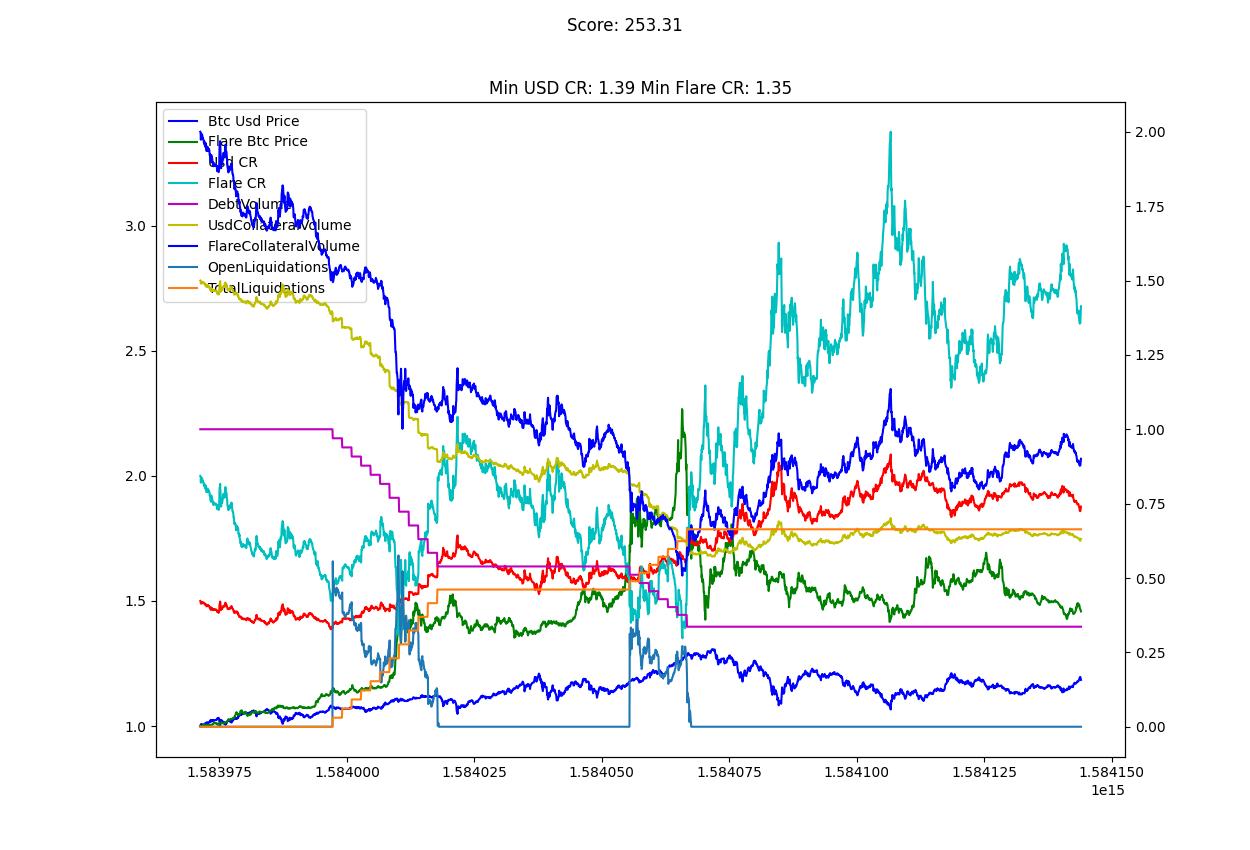 Score: 253.31
Min USD CR: 1.39 Min Flare CR: 1.35
Btc Usd Price
Flare Btc Price
Usd CR
Flare CR
DebtVolume
UsdCollateralVolume
FlareCollateralVolume
OpenLiquidations
TotalLiquidations
3.0
2.5
2.0
1.5
1.0
2.00
1.75
1.50
1.25
1.00
0.75
0.50
0.25
0.00
1.583975 1.584000 1.584025 1.584050 1.584075 1.584100 1.584125 1.584150
1e15